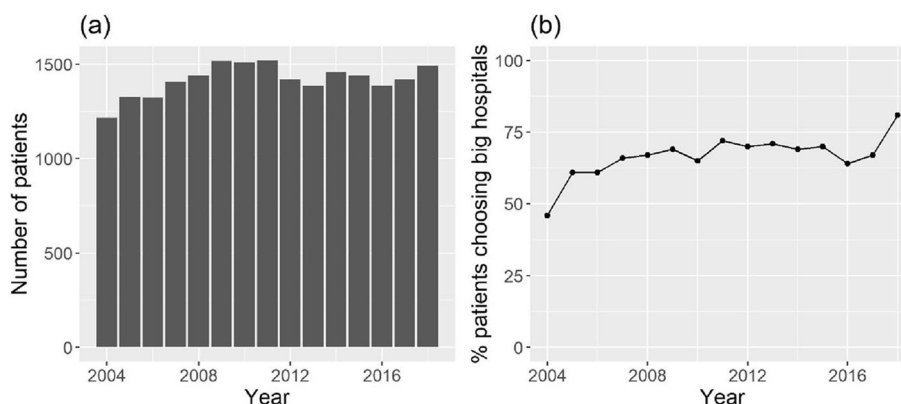 (a)
Number of patients
1500
1000
500
0
2004 2008 2012 2016
Year
(b)
% patients choosing big hospitals
100
75
50
25
0
2004 2008 2012 2016
Year